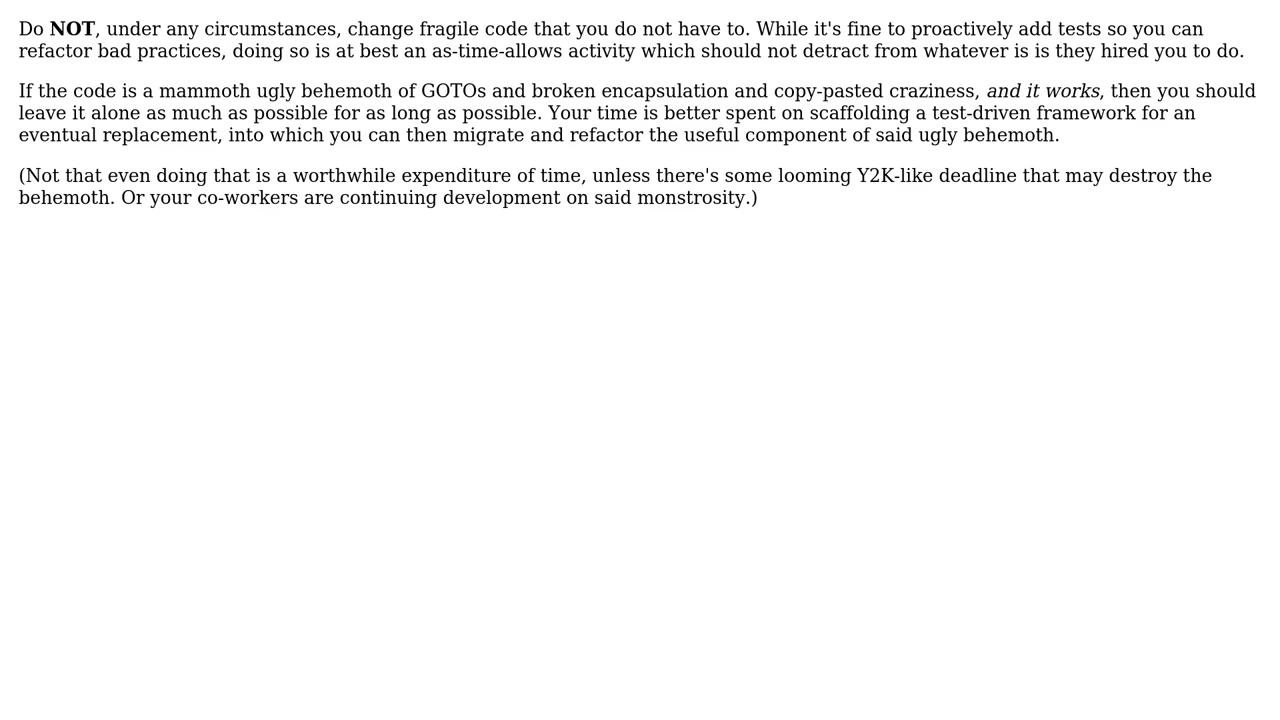 Do NOT, under any circumstances, change fragile code that you do not have to. While it's fine to proactively add tests so you can
refactor bad practices, doing so is at best an as-time-allows activity which should not detract from whatever is is they hired you to do.
If the code is a mammoth ugly behemoth of GOTOs and broken encapsulation and copy-pasted craziness, and it works, then you should
leave it alone as much as possible for as long as possible. Your time is better spent on scaffolding a test-driven framework for an
eventual replacement, into which you can then migrate and refactor the useful component of said ugly behemoth.
(Not that even doing that is a worthwhile expenditure of time, unless there's some looming Y2K-like deadline that may destroy the
behemoth. Or your co-workers are continuing development on said monstrosity.)